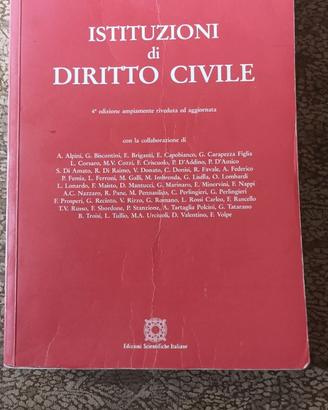 ISTITUZIONI
di
DIRITTO CIVILE
4ª edizione ampiamente riveduta ed aggiornata
con la collaborazione di
A. Alpini, G. Biscontini, E. Briganti, E. Capobianco, G. Carapezza Figlia
L. Corsaro, M.V. Cozzi, F. Criscuolo, P. D'Addino, P. D'Amico
S. Di Amato, R. Di Raimo, V. Donato, C. Donisi, R. Favale, A. Federico
P. Femia, L. Ferroni, M. Galli, M. Imbrenda, G. Lisella, O. Lombardi
L. Lonardo, F. Maisto, D. Mantucci, G. Marinaro, E. Minervini, F. Nappi
A.C. Nazzaro, R. Pane, M. Pennasilico, C. Perlingieri, G. Perlingieri
F. Prosperi, G. Recinto, V. Rizzo, G. Romano, L. Rossi Carleo, F. Ruscello
T.V. Russo, F. Sbordone, P. Stanzione, A. Tartaglia Polcini, G. Tatarano
B. Troisi, L. Tullio, M.A. Urciuoli, D. Valentino, F. Volpe
Edizioni Scientifiche Italiane